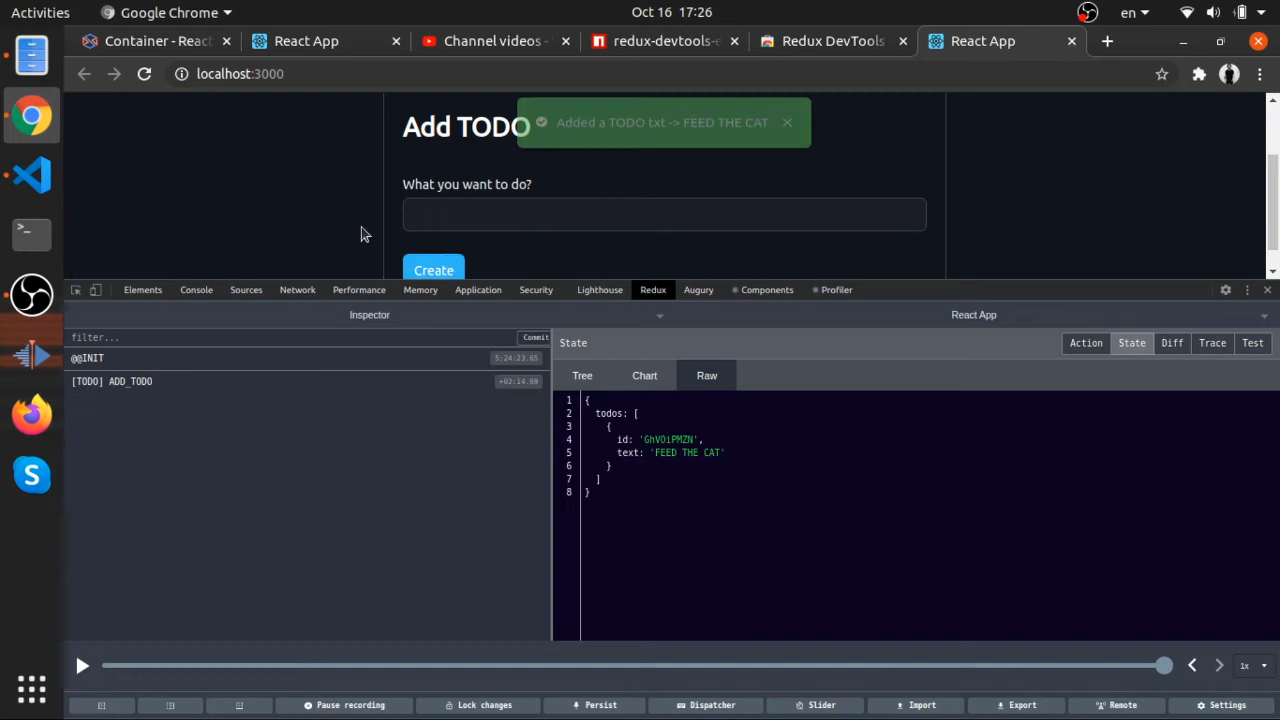 Activities
Google Chrome
Oct 16 17:26
en
Container - Reac
React App
Channel videos -
redux-devtools-e
Redux DevTools
React App
localhost:3000
Add TODO
Added a TODO txt -> FEED THE CAT
What you want to do?
Create
Elements
Console
Sources
Network
Performance
Memory
Application
Security
Lighthouse
Redux
Augury
Components
Profiler
Inspector
React App
filter...
Commit
@@INIT
5:24:23.65
[TODO] ADD_TODO
+02:14.69
State
Action
State
Diff
Trace
Test
Tree
Chart
Raw
1 {
2 todos: [
3 {
4 id: 'GhVOiPMZN',
5 text: 'FEED THE CAT'
6 }
7 ]
8 }
1x
Pause recording
Lock changes
Persist
Dispatcher
Slider
Import
Export
Remote
Settings